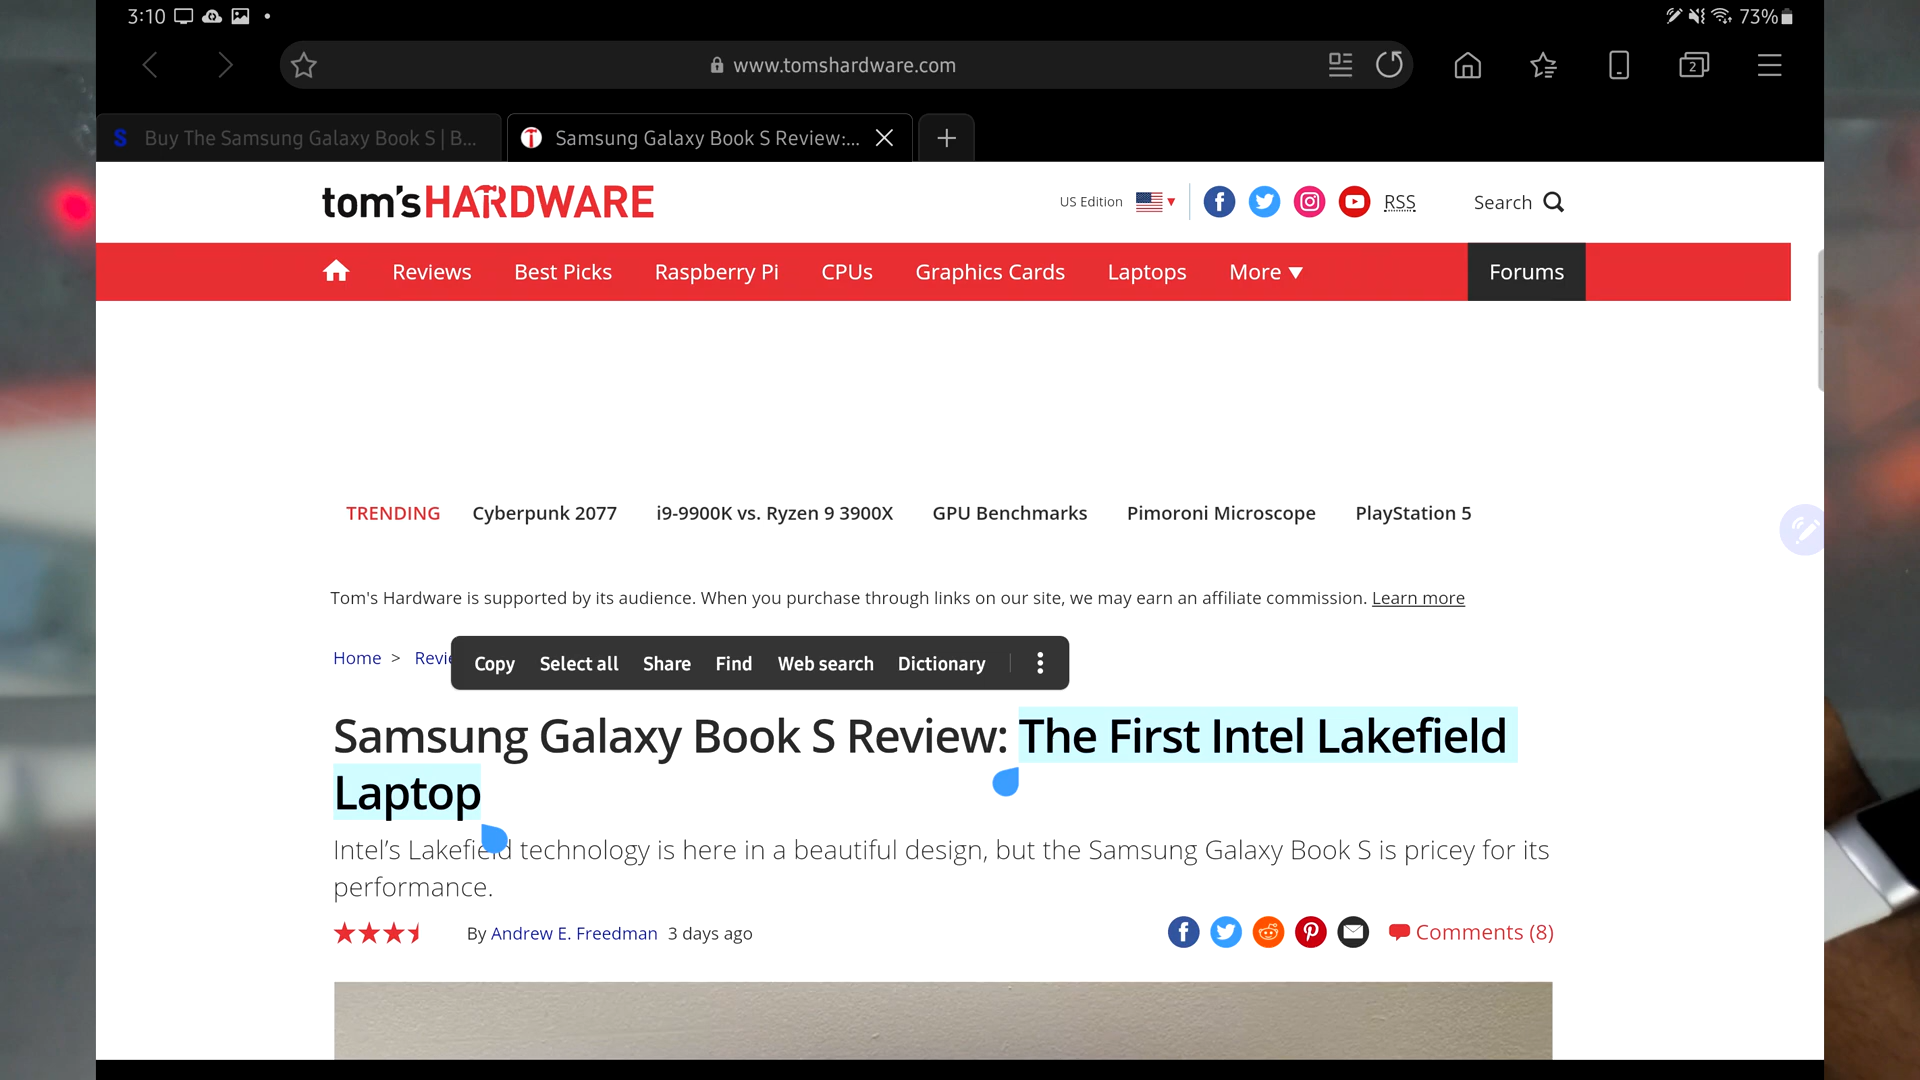 3:10
73%
www.tomshardware.com
2
S Buy The Samsung Galaxy Book S | B...
Samsung Galaxy Book S Review:...
tom'sHARDWARE
US Edition
RSS
Search
Reviews Best Picks Raspberry Pi CPUs Graphics Cards Laptops More Forums
TRENDING Cyberpunk 2077 i9-9900K vs. Ryzen 9 3900X GPU Benchmarks Pimoroni Microscope PlayStation 5
Tom's Hardware is supported by its audience. When you purchase through links on our site, we may earn an affiliate commission. Learn more
Home > Revie
Copy Select all Share Find Web search Dictionary
Samsung Galaxy Book S Review: The First Intel Lakefield
Laptop
Intel’s Lakefield technology is here in a beautiful design, but the Samsung Galaxy Book S is pricey for its
performance.
By Andrew E. Freedman 3 days ago
Comments (8)